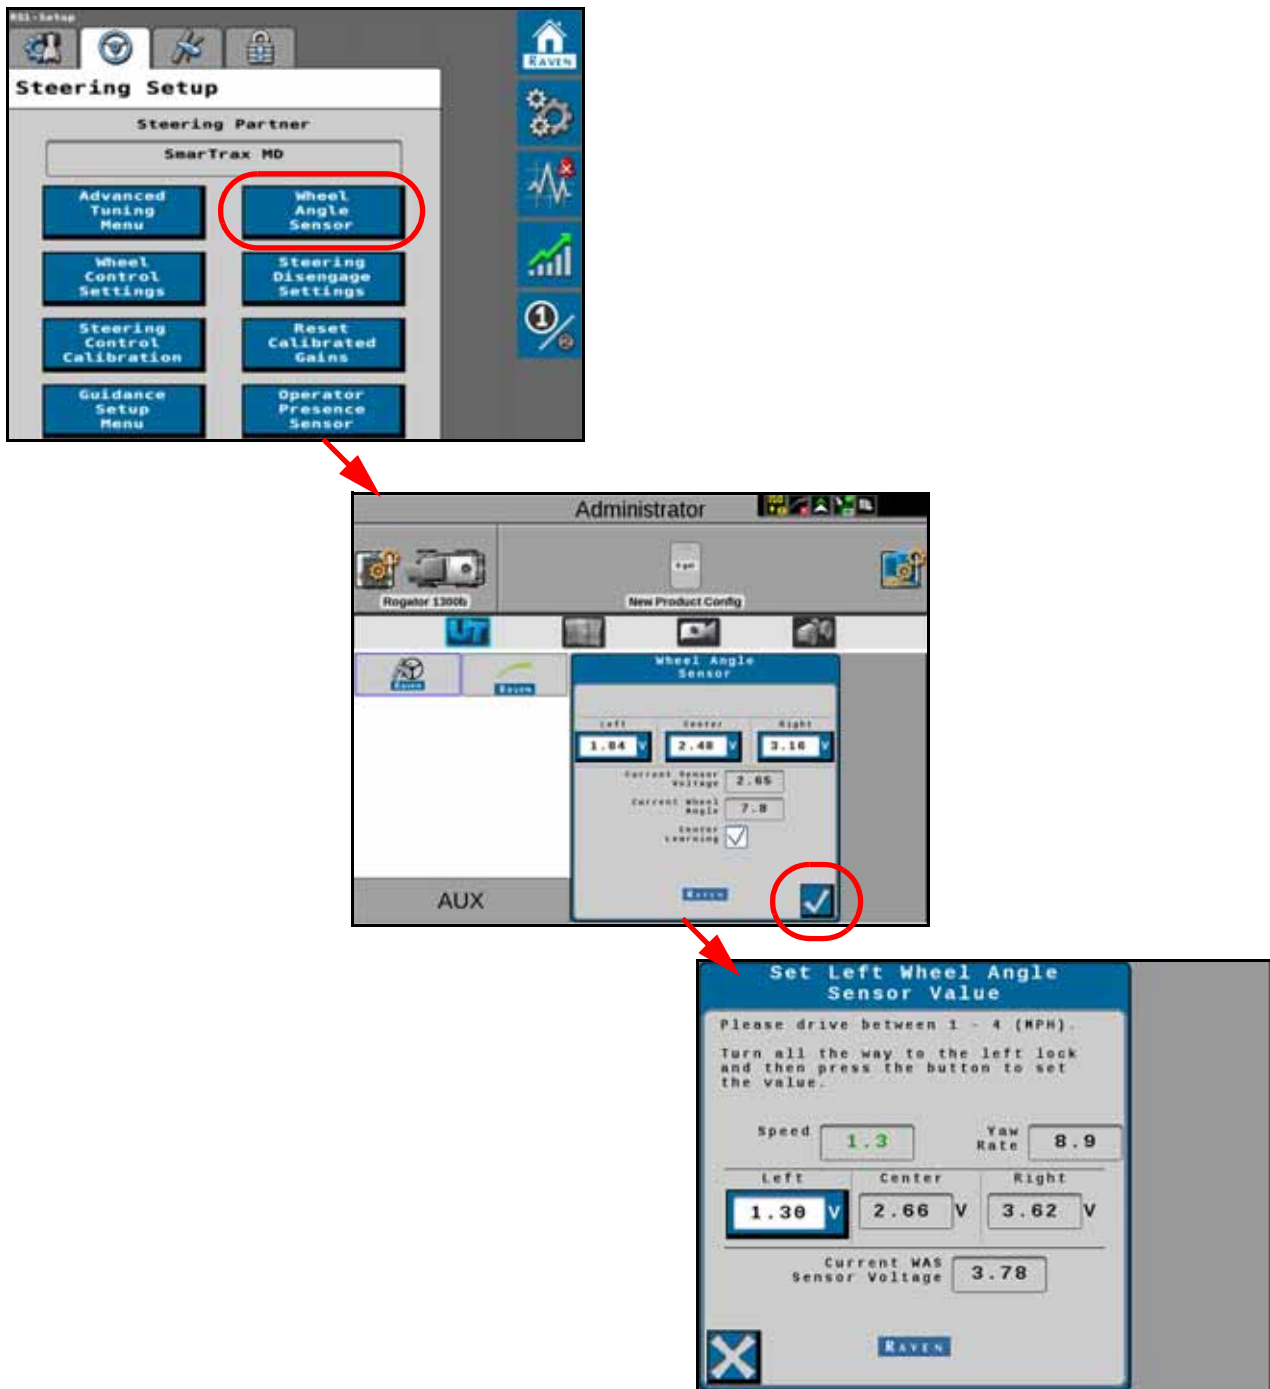 RS1-Setup
RAVEN
Steering Setup
Steering Partner
SmarTrax MD
Advanced
Tuning
Menu
Wheel
Angle
Sensor
Wheel
Control
Settings
Steering
Disengage
Settings
Steering
Control
Calibration
Reset
Calibrated
Gains
Guidance
Setup
Menu
Operator
Presence
Sensor
1
Administrator
Rogator 1300b
New Product Config
UT
RAVEN
RAVEN
Wheel Angle
Sensor
Left Center Right
1.84 V 2.48 V 3.16 V
Current Sensor
Voltage 2.65
Current Wheel
Angle 7.8
Center
Learning
RAVEN
AUX
Set Left Wheel Angle
Sensor Value
Please drive between 1 - 4 (MPH).
Turn all the way to the left lock
and then press the button to set
the value.
Speed 1.3 Yaw
Rate 8.9
Left Center Right
1.30 V 2.66 V 3.62 V
Current WAS
Sensor Voltage 3.78
RAVEN